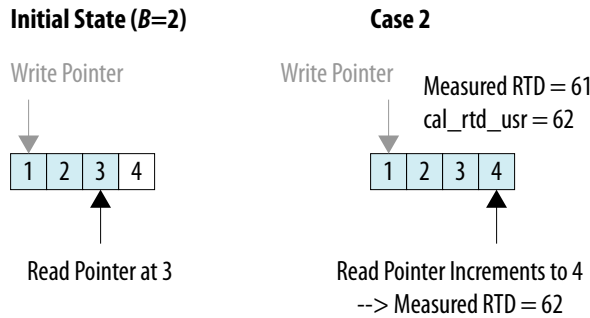 Initial State (B=2)
Write Pointer
1 2 3 4
Read Pointer at 3
Case 2
Write Pointer
Measured RTD = 61
cal_rtd_usr = 62
1 2 3 4
Read Pointer Increments to 4
--> Measured RTD = 62